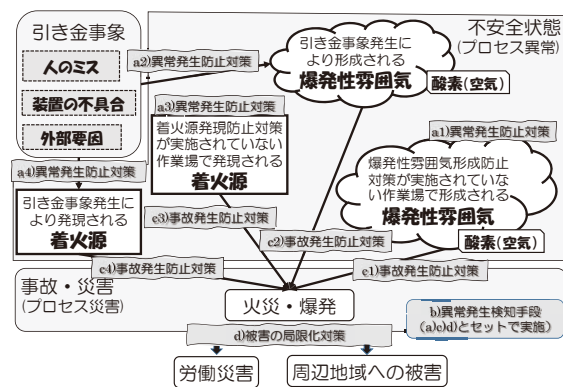 引き金事象
人のミス
装置の不具合
外部要因
不安全状態
(プロセス異常)
a2)異常発生防止対策
引き金事象発生に
より形成される
爆発性雰囲気
酸素(空気)
a3)異常発生防止対策
着火源発現防止対策
が実施されていない
作業場で発現される
着火源
a1)異常発生防止対策
爆発性雰囲気形成防止
対策が実施されていな
い作業場で形成される
爆発性雰囲気
酸素(空気)
a4)異常発生防止対策
引き金事象発生に
より発現される
着火源
c3)事故発生防止対策
c2)事故発生防止対策
c4)事故発生防止対策
c1)事故発生防止対策
事故・災害
(プロセス災害)
火災・爆発
b)異常発生検知手段
(a)c)d)とセットで実施)
d)被害の局限化対策
労働災害
周辺地域への被害